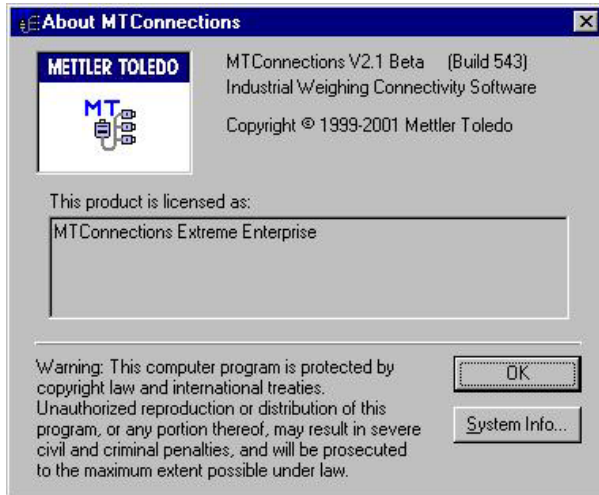 About MTConnections
METTLER TOLEDO
MT
MTConnections V2.1 Beta (Build 543)
Industrial Weighing Connectivity Software
Copyright © 1999-2001 Mettler Toledo
This product is licensed as:
MTConnections Extreme Enterprise
Warning: This computer program is protected by
copyright law and international treaties.
Unauthorized reproduction or distribution of this
program, or any portion thereof, may result in severe
civil and criminal penalties, and will be prosecuted
to the maximum extent possible under law.
OK
System Info...